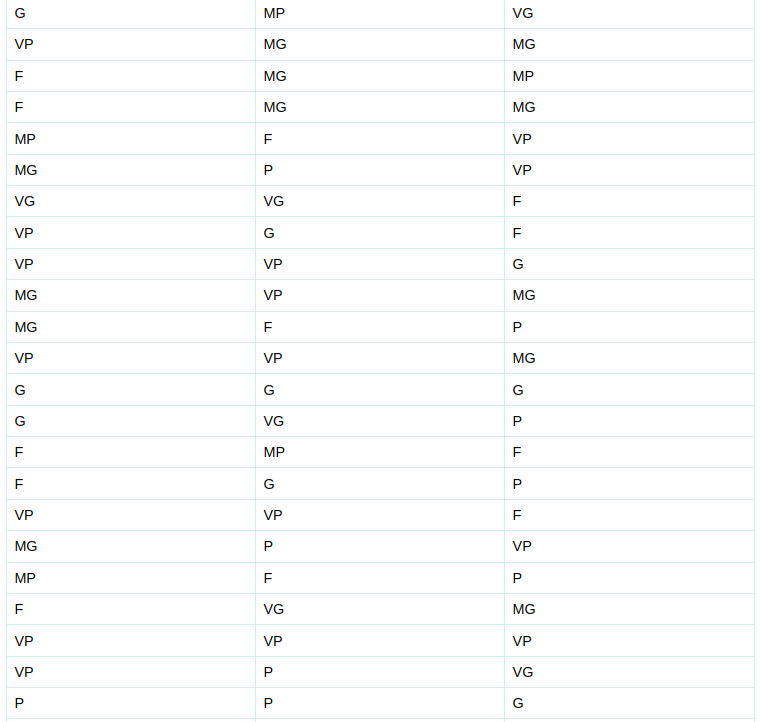 G MP VG
VP MG MG
F MG MP
F MG MG
MP F VP
MG P VP
VG VG F
VP G F
VP VP G
MG VP MG
MG F P
VP VP MG
G G G
G VG P
F MP F
F G P
VP VP F
MG P VP
MP F P
F VG MG
VP VP VP
VP P VG
P P G